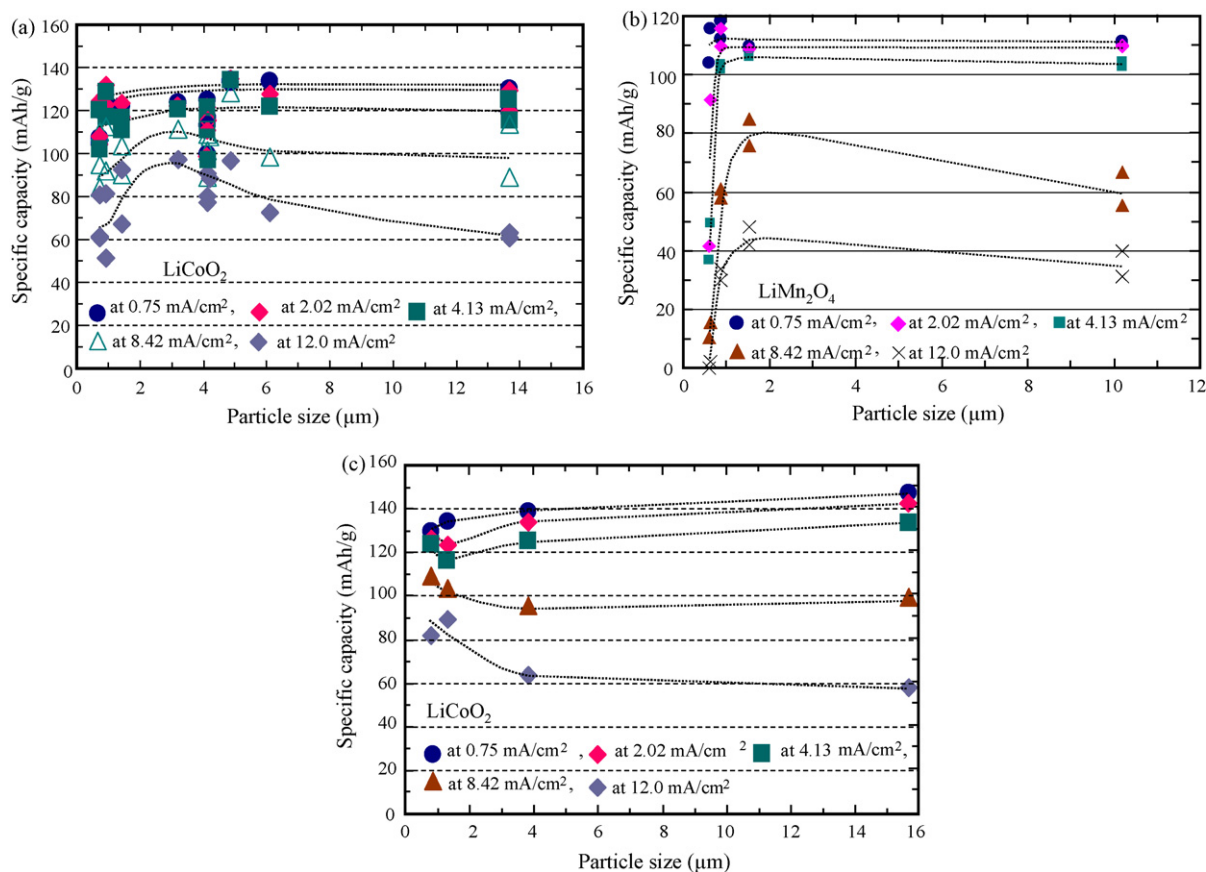 (a)
160
140
120
100
80
60
40
20
0
Specific capacity (mAh/g)
LiCoO₂
at 0.75 mA/cm², at 2.02 mA/cm² at 4.13 mA/cm²,
at 8.42 mA/cm², at 12.0 mA/cm²
0 2 4 6 8 10 12 14 16
Particle size (µm)
(b)
120
100
80
60
40
20
0
Specific capacity (mAh/g)
LiMn₂O₄
at 0.75 mA/cm², at 2.02 mA/cm², at 4.13 mA/cm²
at 8.42 mA/cm², at 12.0 mA/cm²
0 2 4 6 8 10 12
Particle size (µm)
(c)
160
140
120
100
80
60
40
20
0
Specific capacity (mAh/g)
LiCoO₂
at 0.75 mA/cm² , at 2.02 mA/cm ² at 4.13 mA/cm²,
at 8.42 mA/cm², at 12.0 mA/cm²
0 2 4 6 8 10 12 14 16
Particle size (µm)